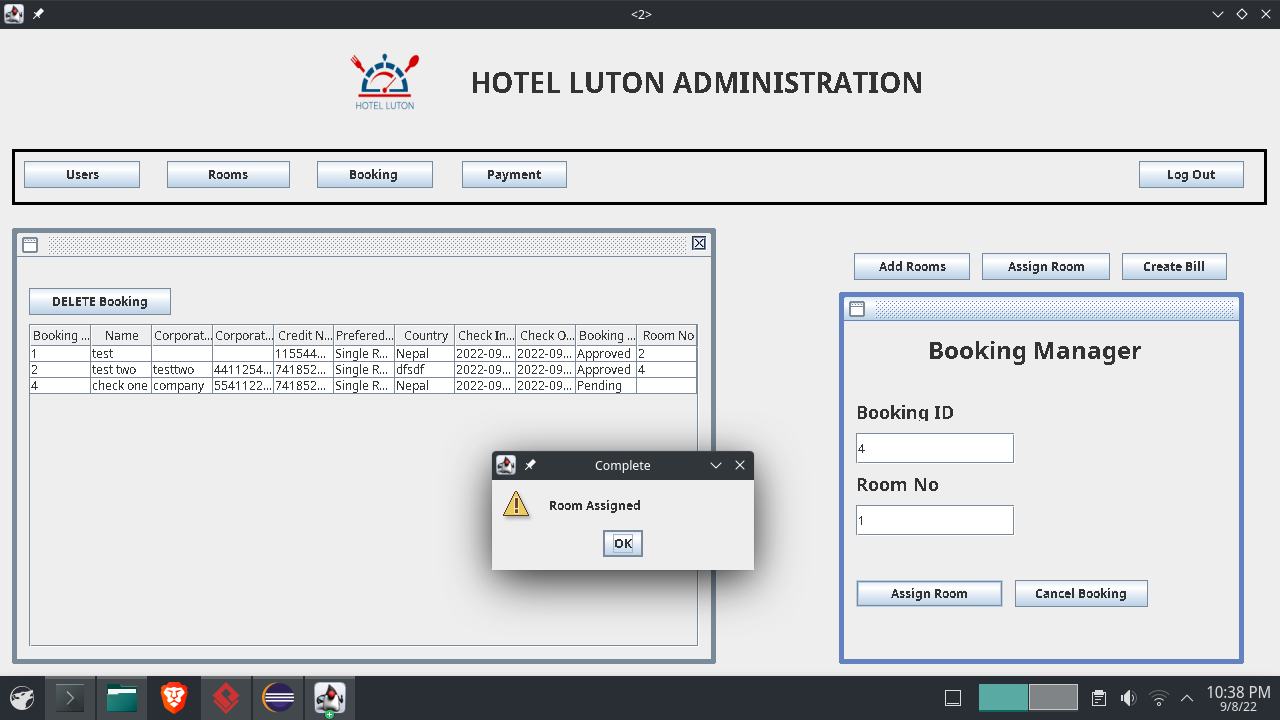 <2>
HOTEL LUTON
HOTEL LUTON ADMINISTRATION
Users Rooms Booking Payment Log Out
Add Rooms Assign Room Create Bill
DELETE Booking
Booking ... Name Corporat... Corporat... Credit N... Prefered... Country Check In... Check O... Booking ... Room No
1 test 115544... Single R... Nepal 2022-09... 2022-09... Approved 2
2 test two testtwo 4411254... 741852... Single R... dfsdf 2022-09... 2022-09... Approved 4
4 check one company 5541122... 741852... Single R... Nepal 2022-09... 2022-09... Pending
Booking Manager
Booking ID
4
Room No
1
Assign Room Cancel Booking
Complete
Room Assigned
OK
10:38 PM
9/8/22